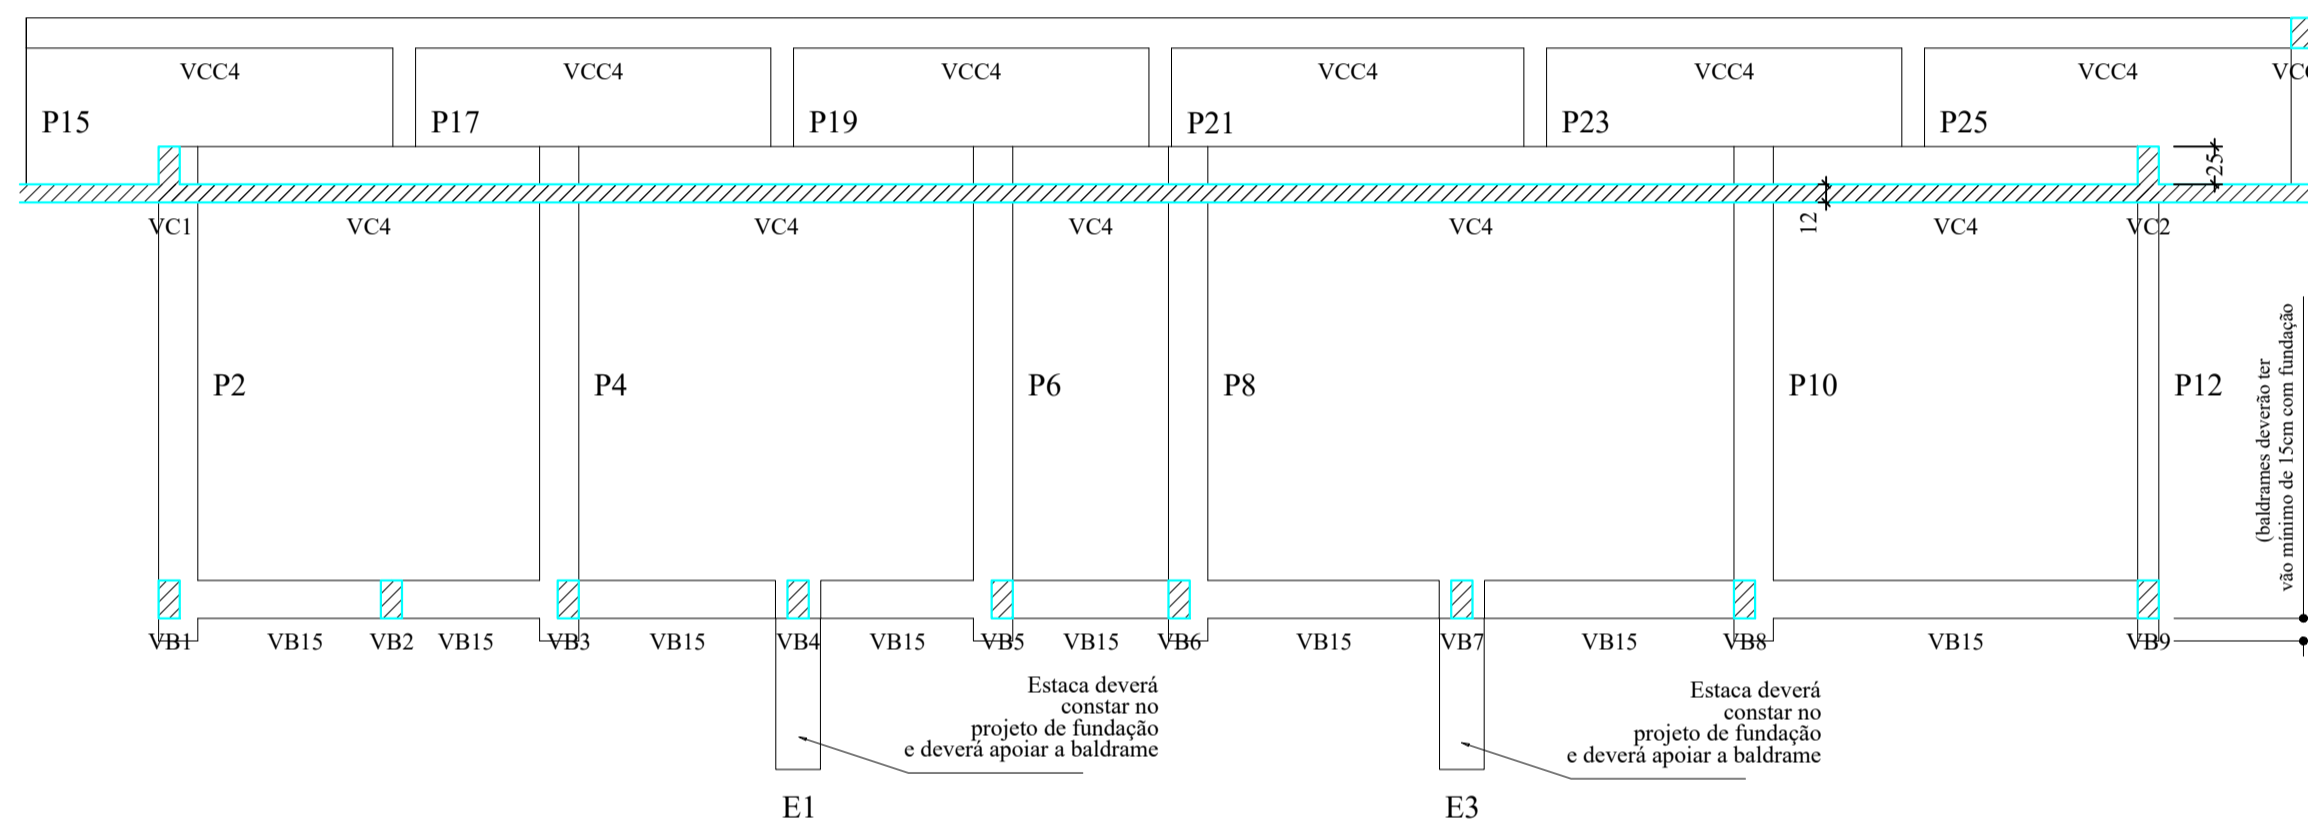 VCC4 VCC4 VCC4 VCC4 VCC4 VCC4
P15 P17 P19 P21 P23 P25
25
VC1 VC4 VC4 VC4 VC4 12 VC4 VC2
P2 P4 P6 P8 P10 P12
(baldrames deverão ter
vão mínimo de 15cm com fundação
VB1 VB15 VB2 VB15 VB3 VB15 VB4 VB15 VB5 VB15 VB6 VB15 VB7 VB15 VB8 VB15 VB9
Estaca deverá
constar no
projeto de fundação
e deverá apoiar a baldrame
Estaca deverá
constar no
projeto de fundação
e deverá apoiar a baldrame
E1 E3